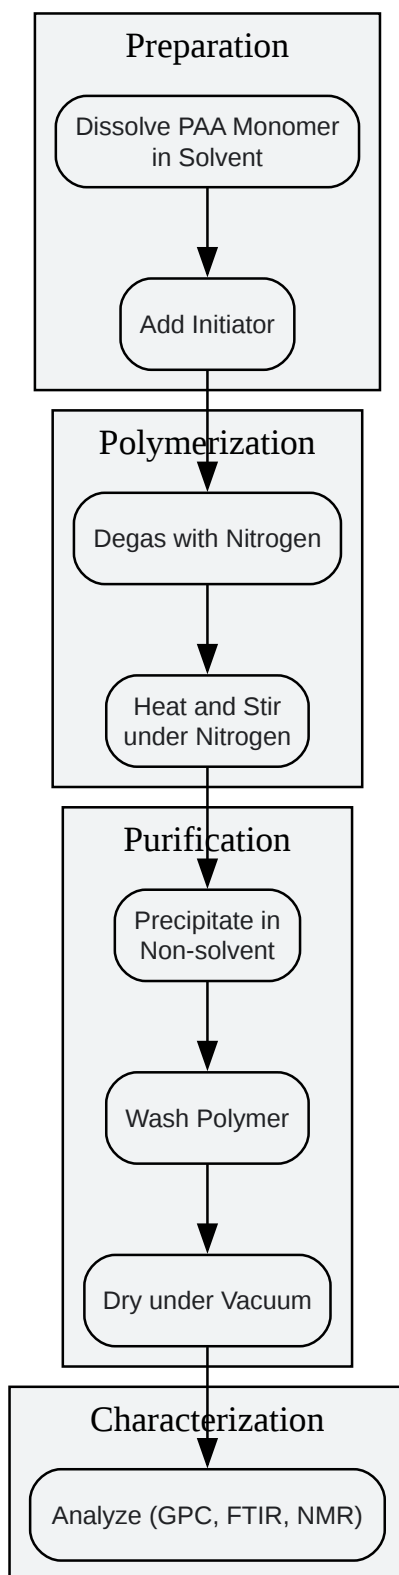 Preparation
Dissolve PAA Monomer
in Solvent
Add Initiator
Polymerization
Degas with Nitrogen
Heat and Stir
under Nitrogen
Purification
Precipitate in
Non-solvent
Wash Polymer
Dry under Vacuum
Characterization
Analyze (GPC, FTIR, NMR)